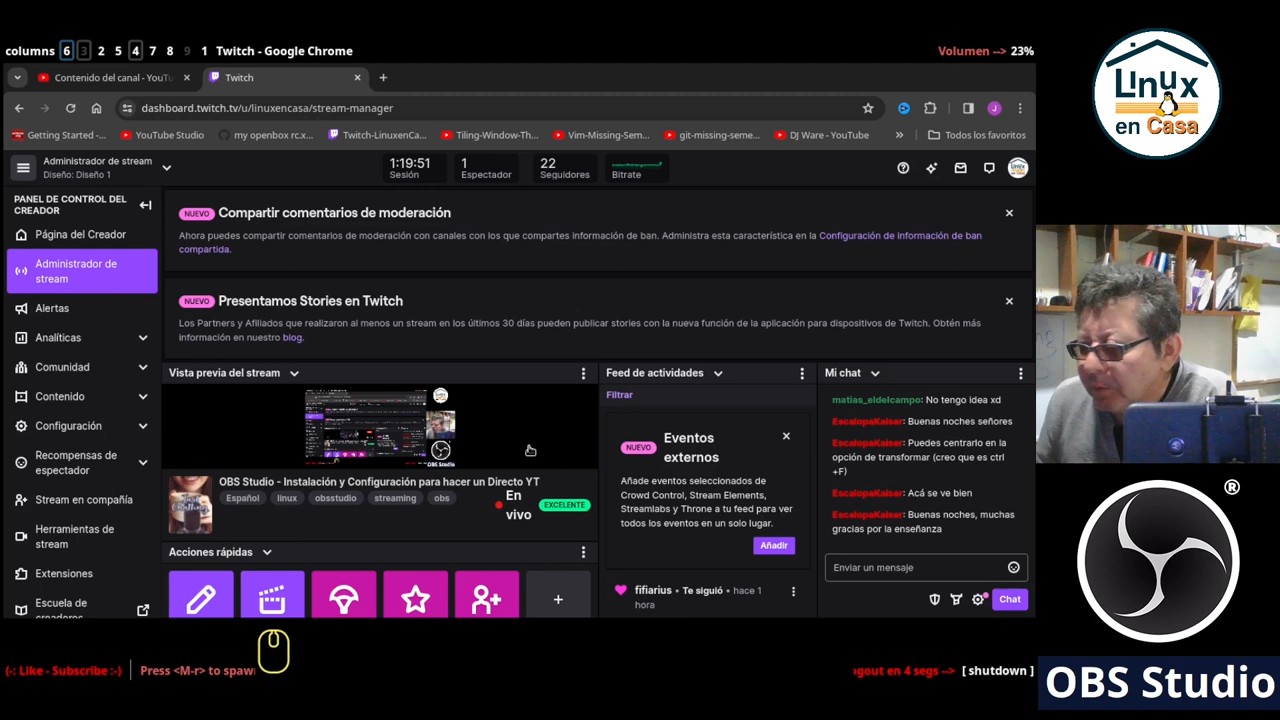 columns 6 3 2 5 4 7 8 9 1 Twitch - Google Chrome
Volumen --> 23%
Contenido del canal - YouTu
Twitch
dashboard.twitch.tv/u/linuxencasa/stream-manager
J
Getting Started -...
YouTube Studio
my openbox rc.x...
Twitch-LinuxenCa...
Tiling-Window-Th...
Vim-Missing-Sem...
git-missing-seme...
DJ Ware - YouTube
»
Todos los favoritos
Administrador de stream
Diseño: Diseño 1
1:19:51
Sesión
1
Espectador
22
Seguidores
Bitrate
PANEL DE CONTROL DEL
CREADOR
Página del Creador
Administrador de
stream
Alertas
Analíticas
Comunidad
Contenido
Configuración
Recompensas de
espectador
Stream en compañía
Herramientas de
stream
Extensiones
Escuela de
creadores
NUEVO Compartir comentarios de moderación
Ahora puedes compartir comentarios de moderación con canales con los que compartes información de ban. Administra esta característica en la Configuración de información de ban
compartida.
NUEVO Presentamos Stories en Twitch
Los Partners y Afiliados que realizaron al menos un stream en los últimos 30 días pueden publicar stories con la nueva función de la aplicación para dispositivos de Twitch. Obtén más
información en nuestro blog.
Vista previa del stream
OBS Studio
OBS Studio - Instalación y Configuración para hacer un Directo YT
Español linux obsstudio streaming obs
En
vivo
EXCELENTE
Acciones rápidas
Feed de actividades
Filtrar
NUEVO
Eventos
externos
Añade eventos seleccionados de
Crowd Control, Stream Elements,
Streamlabs y Throne a tu feed para ver
todos los eventos en un solo lugar.
Añadir
fifiarius • Te siguió • hace 1
hora
Mi chat
matias_eldelcampo: No tengo idea xd
EscalopaKaiser: Buenas noches señores
EscalopaKaiser: Puedes centrarlo en la
opción de transformar (creo que es ctrl
+F)
EscalopaKaiser: Acá se ve bien
EscalopaKaiser: Buenas noches, muchas
gracias por la enseñanza
Enviar un mensaje
Chat
(-: Like - Subscribe :-)
Press <M-r> to spaw
ogout en 4 segs -->
[ shutdown ]
Linux
en Casa
®
OBS Studio